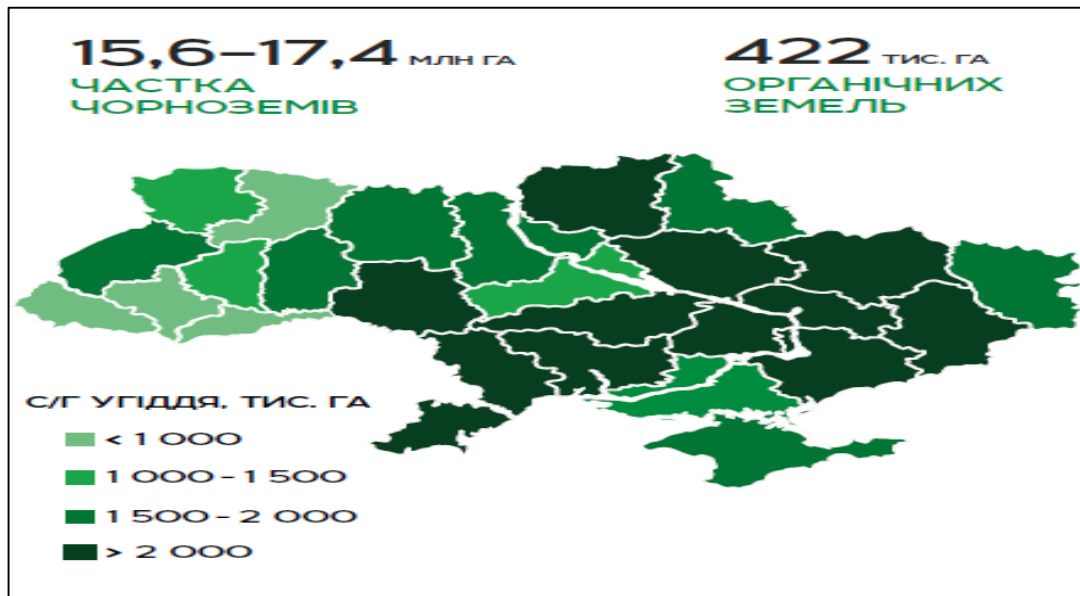 15,6–17,4 МЛН ГА
ЧАСТКА
ЧОРНОЗЕМІВ
422 ТИС. ГА
ОРГАНІЧНИХ
ЗЕМЕЛЬ
С/Г УГІДДЯ, ТИС. ГА
< 1 000
1 000 – 1 500
1 500 – 2 000
> 2 000